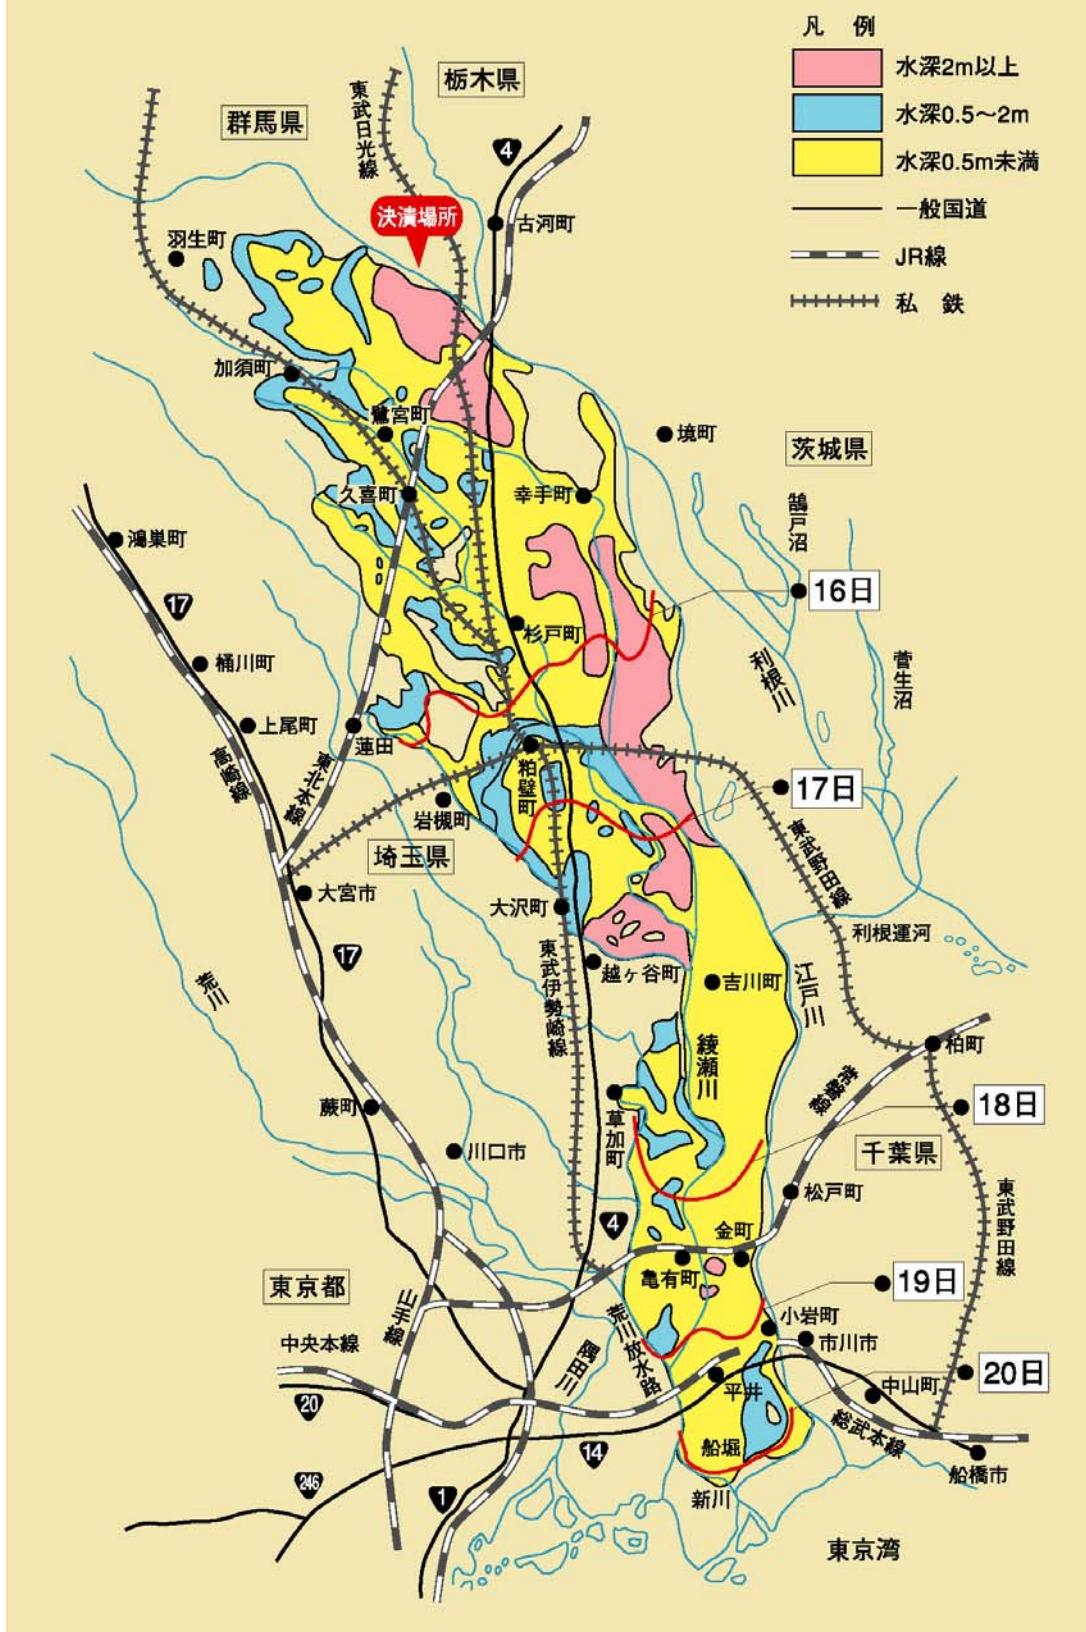 凡 例
水深2m以上
水深0.5〜2m
水深0.5m未満
一般国道
JR線
私 鉄
栃木県
群馬県
東武日光線
4
決潰場所
古河町
羽生町
加須町
鷲宮町
境町
茨城県
久喜町
幸手町
鵠戸沼
鴻巣町
16日
17
杉戸町
利根川
菅生沼
桶川町
上尾町
蓮田
高崎線
東北本線
粕壁町
17日
岩槻町
埼玉県
東武野田線
大宮市
大沢町
利根運河
17
東武伊勢崎線
越ヶ谷町
吉川町
江戸川
荒川
綾瀬川
柏町
常磐線
蕨町
草加町
18日
川口市
千葉県
松戸町
東武野田線
4
金町
亀有町
19日
東京都
山手線
小岩町
市川市
中央本線
荒川放水路
隅田川
20日
平井
中山町
20
総武本線
船堀
14
船橋市
246
1
新川
東京湾